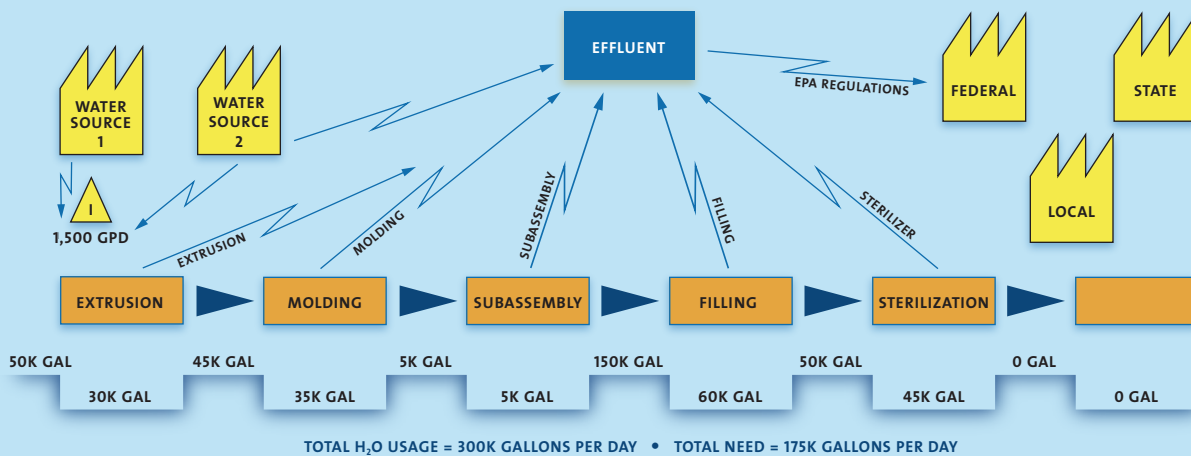 EFFLUENT
EPA REGULATIONS
FEDERAL
STATE
LOCAL
WATER
SOURCE
1
WATER
SOURCE
2
I
1,500 GPD
EXTRUSION
MOLDING
SUBASSEMBLY
FILLING
STERILIZER
EXTRUSION
MOLDING
SUBASSEMBLY
FILLING
STERILIZATION
50K GAL
45K GAL
5K GAL
150K GAL
50K GAL
0 GAL
30K GAL
35K GAL
5K GAL
60K GAL
45K GAL
0 GAL
TOTAL H₂O USAGE = 300K GALLONS PER DAY • TOTAL NEED = 175K GALLONS PER DAY